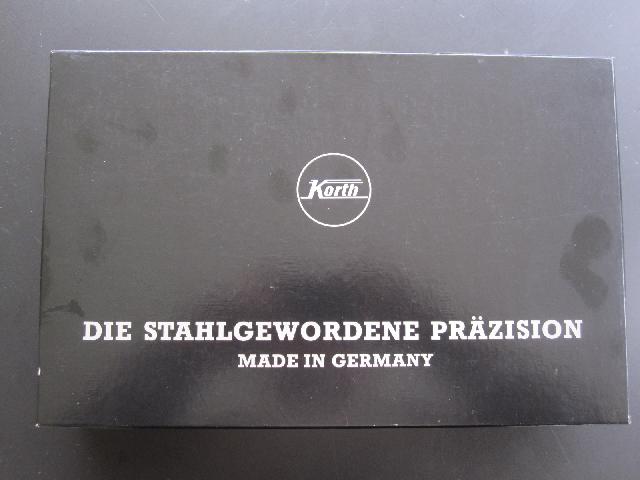 Korth
DIE STAHLGEWORDENE PRÄZISION
MADE IN GERMANY